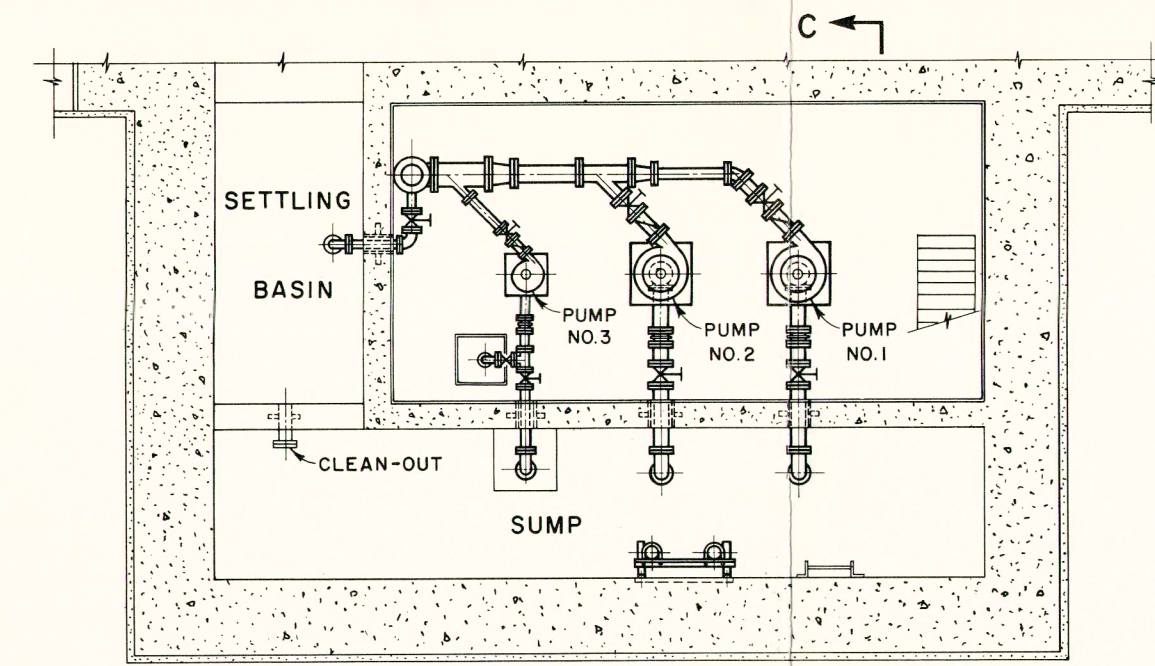 C
SETTLING
BASIN
PUMP
NO.3
PUMP
NO.2
PUMP
NO.1
CLEAN-OUT
SUMP